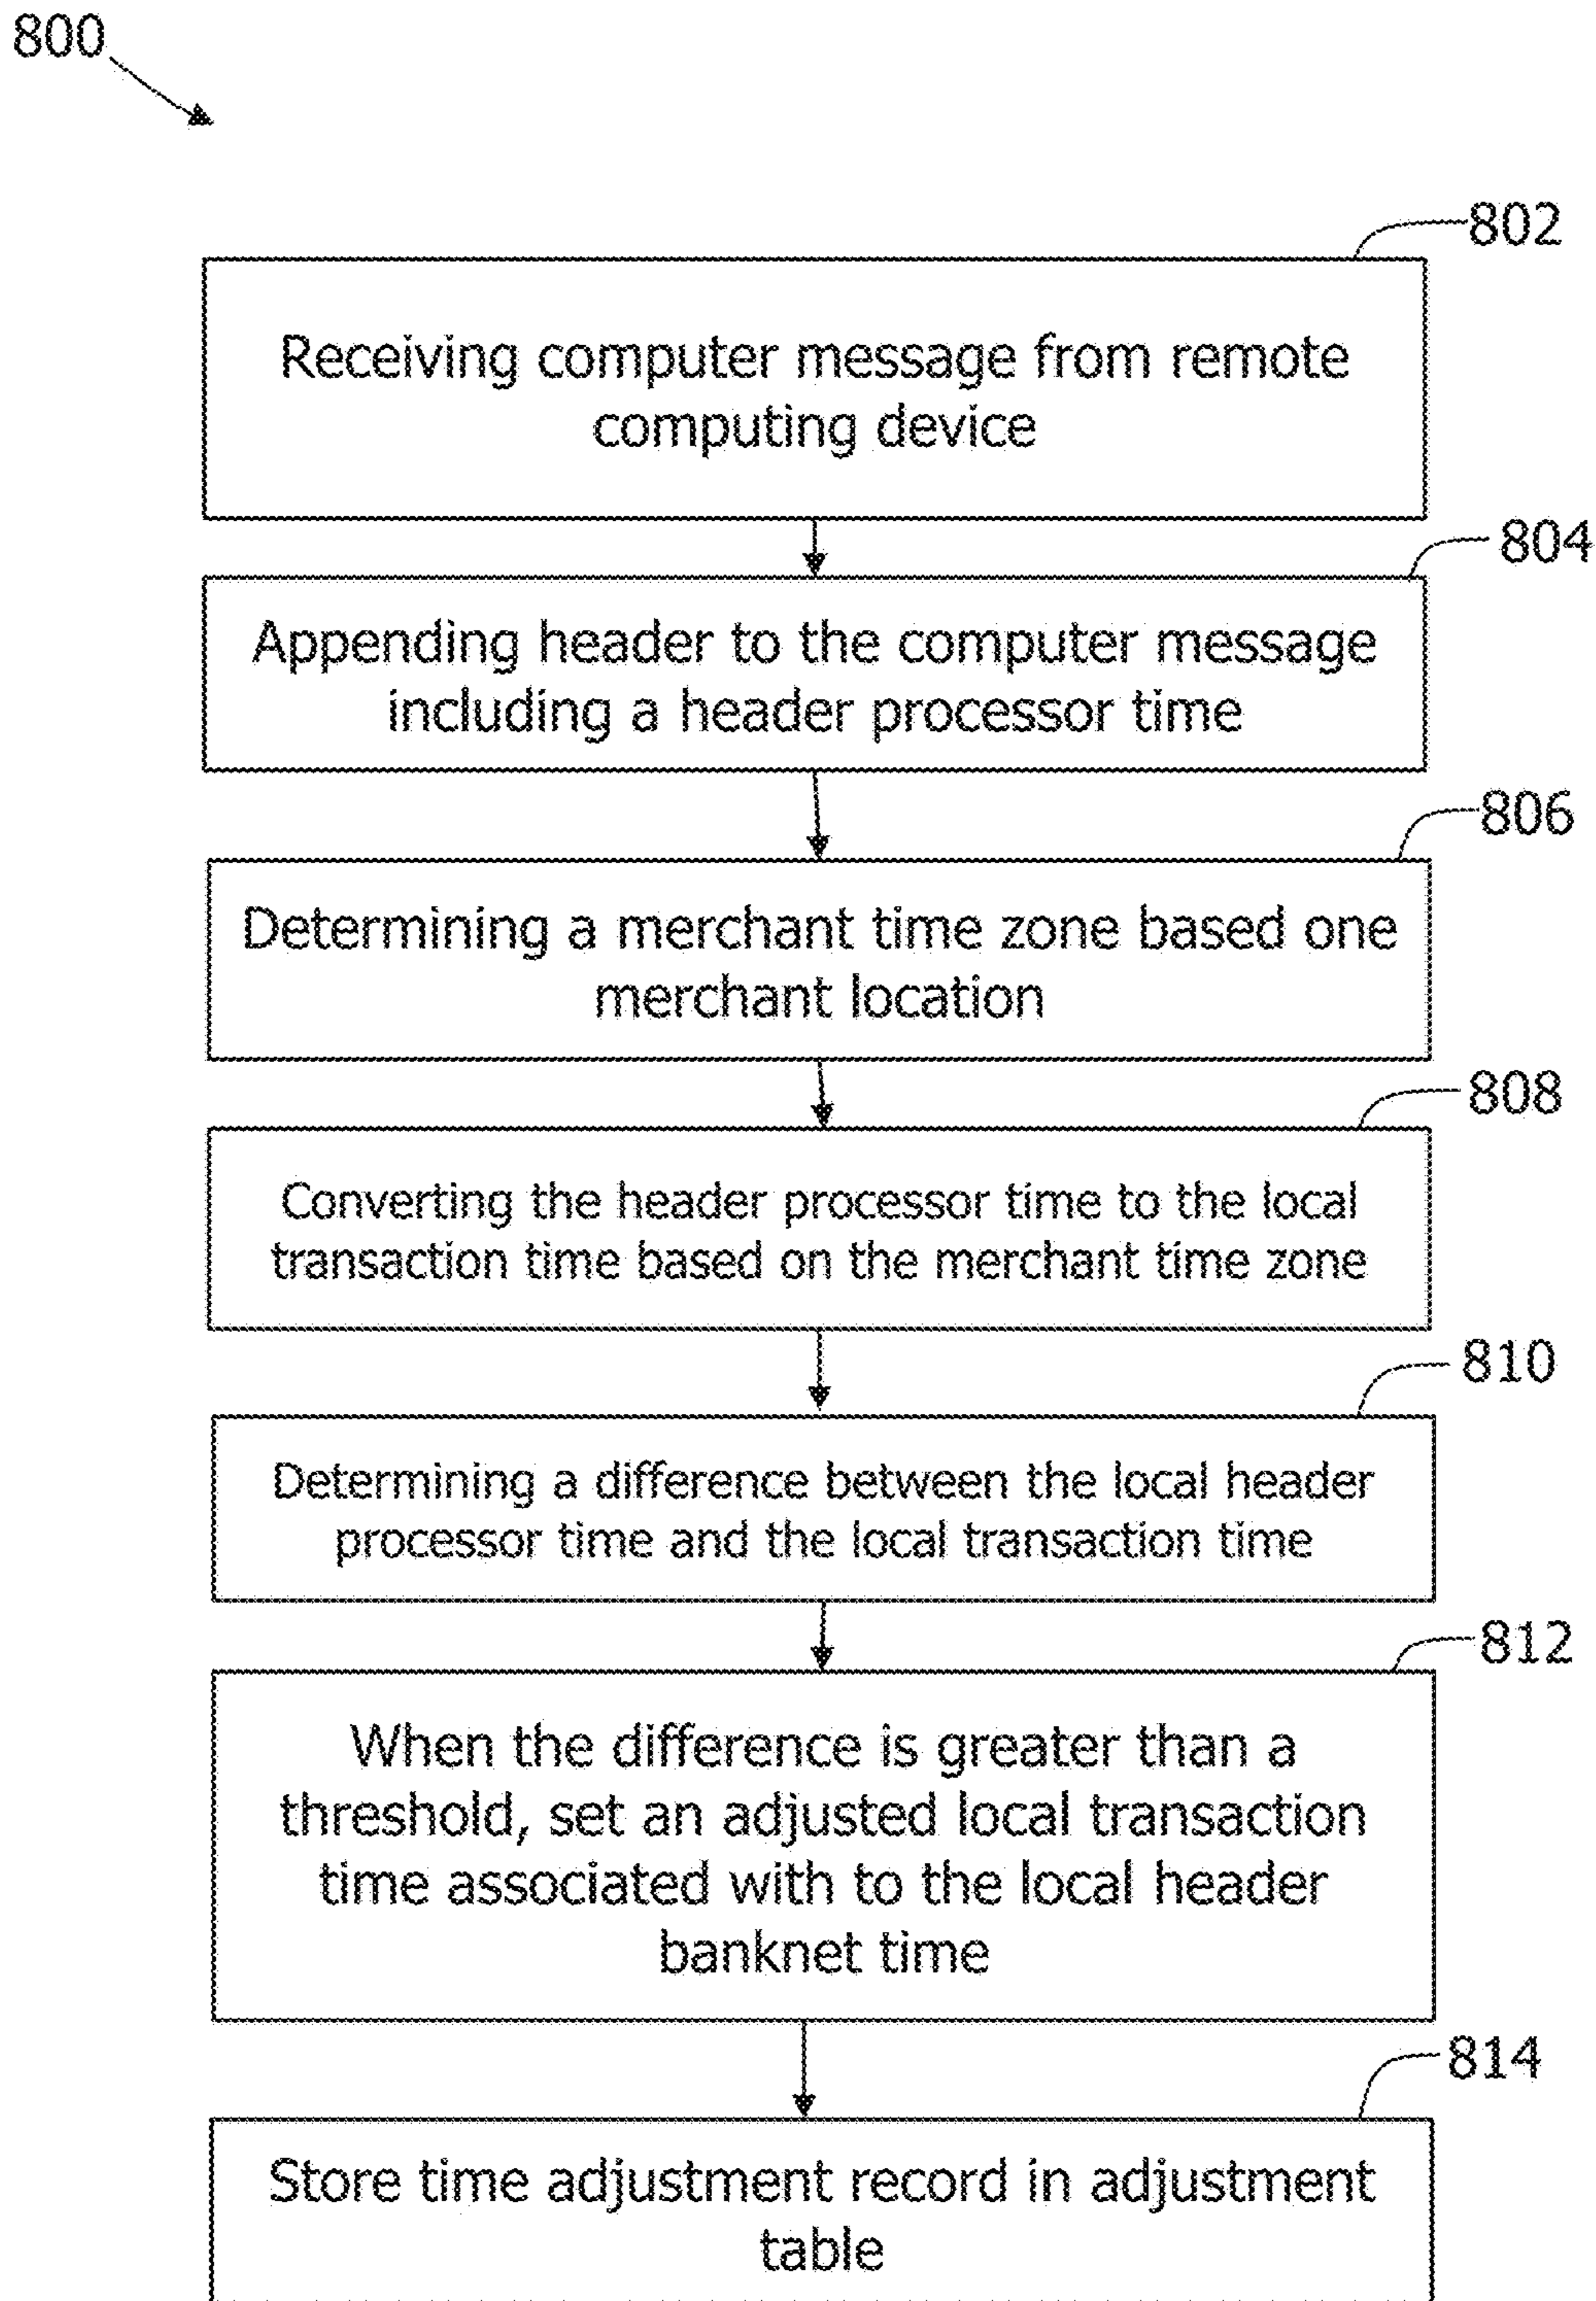 800
802
Receiving computer message from remote
computing device
804
Appending header to the computer message
including a header processor time
806
Determining a merchant time zone based one
merchant location
808
Converting the header processor time to the local
transaction time based on the merchant time zone
810
Determining a difference between the local header
processor time and the local transaction time
812
When the difference is greater than a
threshold, set an adjusted local transaction
time associated with to the local header
banknet time
814
Store time adjustment record in adjustment
table